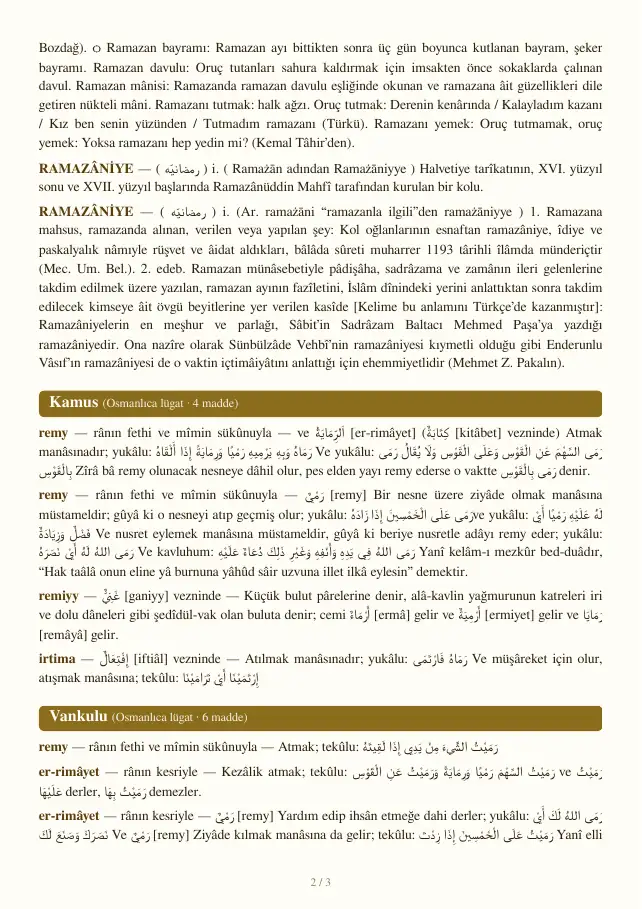 Bozdağ). ○ Ramazan bayramı: Ramazan ayı bittikten sonra üç gün boyunca kutlanan bayram, şeker
bayramı. Ramazan davulu: Oruç tutanları sahura kaldırmak için imsakten önce sokaklarda çalınan
davul. Ramazan mânisi: Ramazanda ramazan davulu eşliğinde okunan ve ramazana âit güzellikleri dile
getiren nükteli mâni. Ramazanı tutmak: halk ağzı. Oruç tutmak: Derenin kenârında / Kalayladım kazanı
/ Kız ben senin yüzünden / Tutmadım ramazanı (Türkü). Ramazanı yemek: Oruç tutmamak, oruç
yemek: Yoksa ramazanı hep yedin mi? (Kemal Tâhir'den).
RAMAZÂNİYE — ( رمضانيّه ) i. ( Ramażān adından Ramażāniyye ) Halvetiye tarîkatının, XVI. yüzyıl
sonu ve XVII. yüzyıl başlarında Ramazânüddin Mahfî tarafından kurulan bir kolu.
RAMAZÂNİYE — ( رمضانيّه ) i. (Ar. ramażāni “ramazanla ilgili”den ramażāniyye ) 1. Ramazana
mahsus, ramazanda alınan, verilen veya yapılan şey: Kol oğlanlarının esnaftan ramazâniye, îdiye ve
paskalyalık nâmıyle rüşvet ve âidat aldıkları, bâlâda sûreti muharrer 1193 târihli îlâmda münderiçtir
(Mec. Um. Bel.). 2. edeb. Ramazan münâsebetiyle pâdişâha, sadrâzama ve zamânın ileri gelenlerine
takdim edilmek üzere yazılan, ramazan ayının fazîletini, İslâm dînindeki yerini anlattıktan sonra takdim
edilecek kimseye âit övgü beyitlerine yer verilen kasîde [Kelime bu anlamını Türkçe'de kazanmıştır]:
Ramazâniyelerin en meşhur ve parlağı, Sâbit'in Sadrâzam Baltacı Mehmed Paşa'ya yazdığı
ramazâniyedir. Ona nazîre olarak Sünbülzâde Vehbî'nin ramazâniyesi kıymetli olduğu gibi Enderunlu
Vâsıf'ın ramazâniyesi de o vaktin içtimâiyâtını anlattığı için ehemmiyetlidir (Mehmet Z. Pakalın).
Kamus (Osmanlıca lügat · 4 madde)
remy — rânın fethi ve mîmin sükûnuyla — ve اَلرِّمَايَةُ [er-rimâyet] (كِتَابَةٌ [kitâbet] vezninde) Atmak
manâsınadır; yukâlu: رَمَاهُ وَبِهِ يَرْمِيهِ رَمْيًا وَرِمَايَةً إِذَا أَلْقَاهُ Ve yukâlu: رَمَى السَّهْمَ عَنِ الْقَوْسِ وَعَلَى الْقَوْسِ وَلَا يُقَالُ رَمَى
بِالْقَوْسِ Zîrâ bâ remy olunacak nesneye dâhil olur, pes elden yayı remy ederse o vaktte رَمَى بِالْقَوْسِ denir.
remy — rânın fethi ve mîmin sükûnuyla — رَمْيٌ [remy] Bir nesne üzere ziyâde olmak manâsına
müstameldir; gûyâ ki o nesneyi atıp geçmiş olur; yukâlu: رَمَى عَلَى الْخَمْسِينَ إِذَا زَادَهُ ve yukâlu: لَهُ عَلَيْهِ رَمْيًا أَيْ
فَضْلٌ وَزِيَادَةٌ Ve nusret eylemek manâsına müstameldir, gûyâ ki beriye nusretle adâyı remy eder; yukâlu:
رَمَى اللهُ لَهُ أَيْ نَصَرَهُ Ve kavluhum: رَمَى اللهُ فِي يَدِهِ وَأَنْفِهِ وَغَيْرِ ذَلِكَ دُعَاءٌ عَلَيْهِ Yanî kelâm-ı mezkûr bed-duâdır,
“Hak taâlâ onun eline yâ burnuna yâhûd sâir uzvuna illet ilkâ eylesin” demektir.
remiyy — غَنِيٌّ [ganiyy] vezninde — Küçük bulut pârelerine denir, alâ-kavlin yağmurunun katreleri iri
ve dolu dâneleri gibi şedîdül-vak olan buluta denir; cemi أَرْمَاءٌ [ermâ] gelir ve أَرْمِيَةٌ [ermiyet] gelir ve رَمَايَا
[remâyâ] gelir.
irtima — إِفْتِعَالٌ [iftiâl] vezninde — Atılmak manâsınadır; yukâlu: رَمَاهُ فَارْتَمَى Ve müşâreket için olur,
atışmak manâsına; tekûlu: إِرْتَمَيْنَا أَيْ تَرَامَيْنَا
Vankulu (Osmanlıca lügat · 6 madde)
remy — rânın fethi ve mîmin sükûnuyla — Atmak; tekûlu: رَمَيْتُ الشَّيْءَ مِنْ يَدِي إِذَا لَقِيتَهُ
er-rimâyet — rânın kesriyle — Kezâlik atmak; tekûlu: رَمَيْتُ السَّهْمَ رَمْيًا وَرِمَايَةً وَرَمَيْتُ عَنِ الْقَوْسِ ve رَمَيْتُ
عَلَيْهَا derler, رَمَيْتُ بِهَا demezler.
er-rimâyet — rânın kesriyle — رَمْيٌ [remy] Yardım edip ihsân etmeğe dahi derler; yukâlu: رَمَى اللهُ لَكَ أَيْ
نَصَرَكَ وَصَنَعَ لَكَ Ve رَمْيٌ [remy] Ziyâde kılmak manâsına da gelir; tekûlu: رَمَيْتُ عَلَى الْخَمْسِينَ إِذَا زِدْتَ Yanî elli
2 / 3